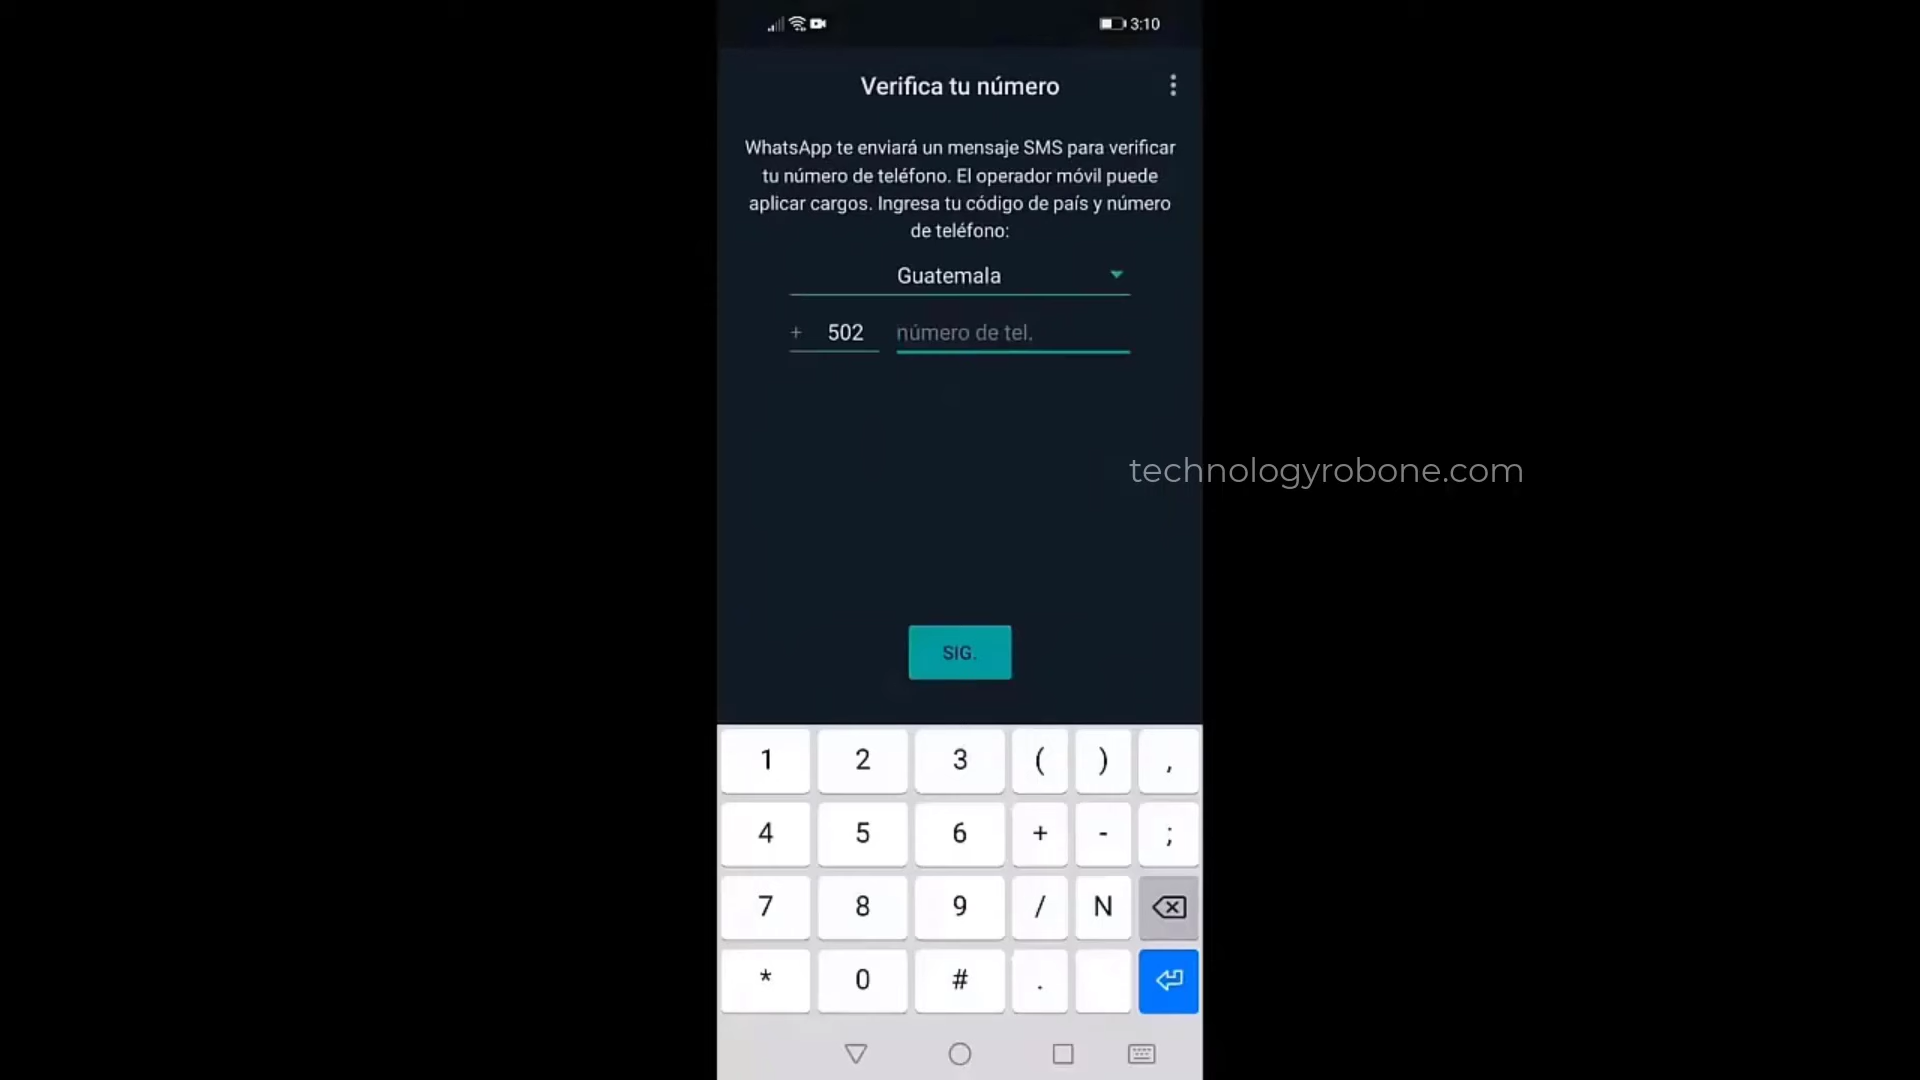 3:10
Verifica tu número
WhatsApp te enviará un mensaje SMS para verificar
tu número de teléfono. El operador móvil puede
aplicar cargos. Ingresa tu código de país y número
de teléfono:
Guatemala
+ 502 número de tel.
technologyrobone.com
SIG.
1 2 3 ( ) ,
4 5 6 + - ;
7 8 9 / N
* 0 # .